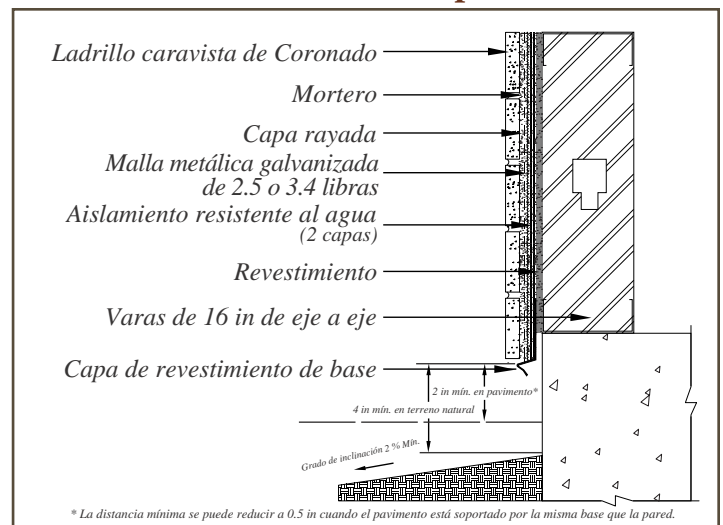 Ladrillo caravista de Coronado
Mortero
Capa rayada
Malla metálica galvanizada
de 2.5 o 3.4 libras
Aislamiento resistente al agua
(2 capas)
Revestimiento
Varas de 16 in de eje a eje
Capa de revestimiento de base
2 in mín. en pavimento*
4 in mín. en terreno natural
Grado de inclinación 2 % Mín.
* La distancia mínima se puede reducir a 0.5 in cuando el pavimento está soportado por la misma base que la pared.